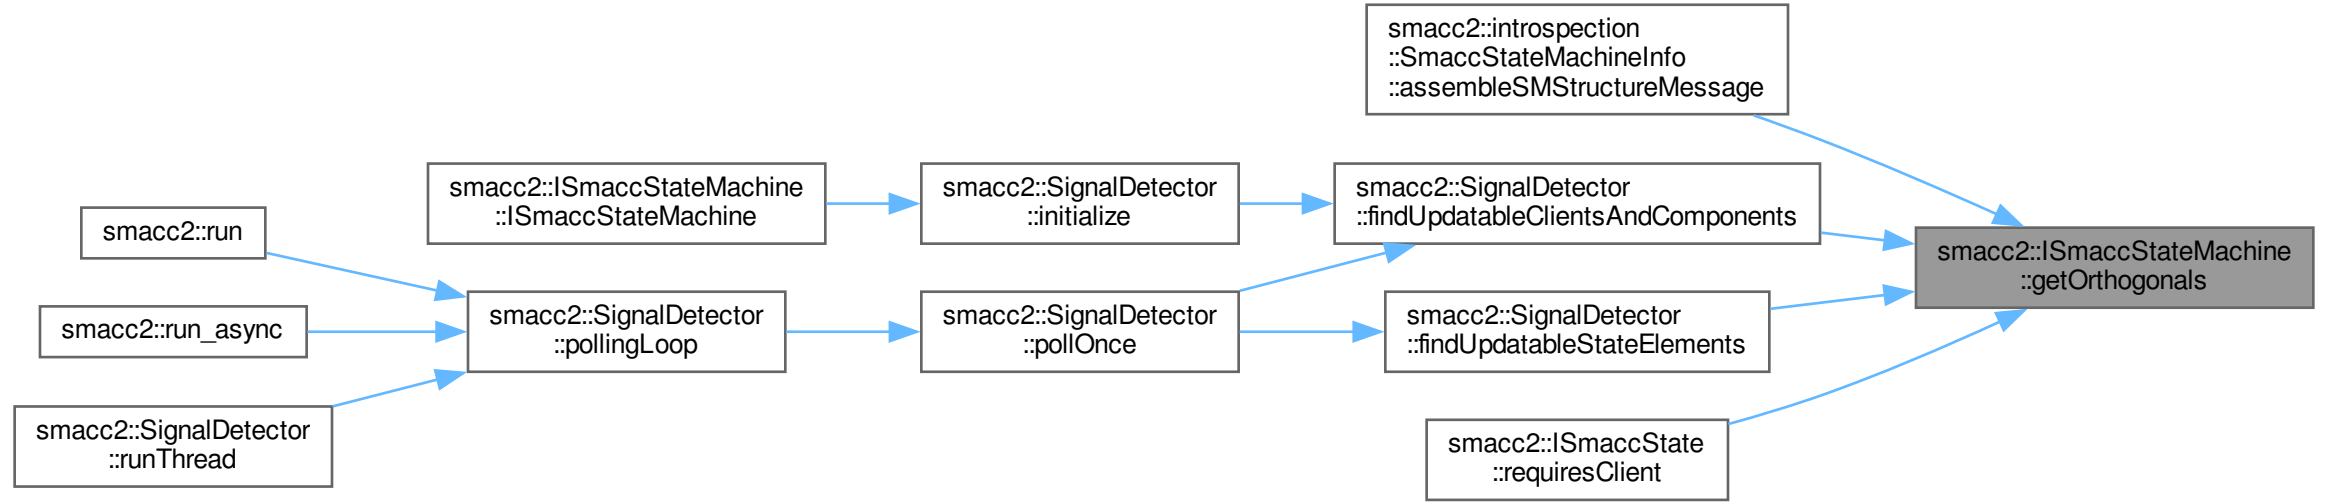 smacc2::introspection
::SmaccStateMachineInfo
::assembleSMStructureMessage
smacc2::ISmaccStateMachine
::ISmaccStateMachine
smacc2::SignalDetector
::initialize
smacc2::SignalDetector
::findUpdatableClientsAndComponents
smacc2::run
smacc2::ISmaccStateMachine
::getOrthogonals
smacc2::run_async
smacc2::SignalDetector
::pollingLoop
smacc2::SignalDetector
::pollOnce
smacc2::SignalDetector
::findUpdatableStateElements
smacc2::SignalDetector
::runThread
smacc2::ISmaccState
::requiresClient